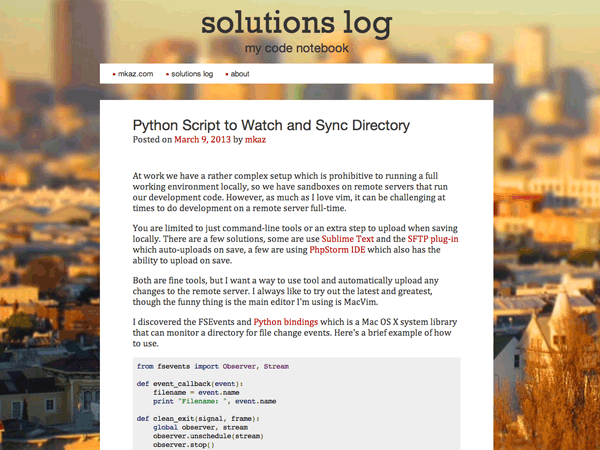 solutions log
my code notebook
mkaz.com solutions log about
Python Script to Watch and Sync Directory
Posted on March 9, 2013 by mkaz
At work we have a rather complex setup which is prohibitive to running a full
working environment locally, so we have sandboxes on remote servers that run
our development code. However, as much as I love vim, it can be challenging at
times to do development on a remote server full-time.
You are limited to just command-line tools or an extra step to upload when saving
locally. There are a few solutions, some are use Sublime Text and the SFTP plug-in
which auto-uploads on save, a few are using PhpStorm IDE which also has the
ability to upload on save.
Both are fine tools, but I want a way to use tool and automatically upload any
changes to the remote server. I always like to try out the latest and greatest,
though the funny thing is the main editor I'm using is MacVim.
I discovered the FSEvents and Python bindings which is a Mac OS X system library
that can monitor a directory for file change events. Here's a brief example of how
to use.
from fsevents import Observer, Stream
def event_callback(event):
filename = event.name
print "Filename: ", event.name
def clean_exit(signal, frame):
global observer, stream
observer.unschedule(stream)
observer.stop()